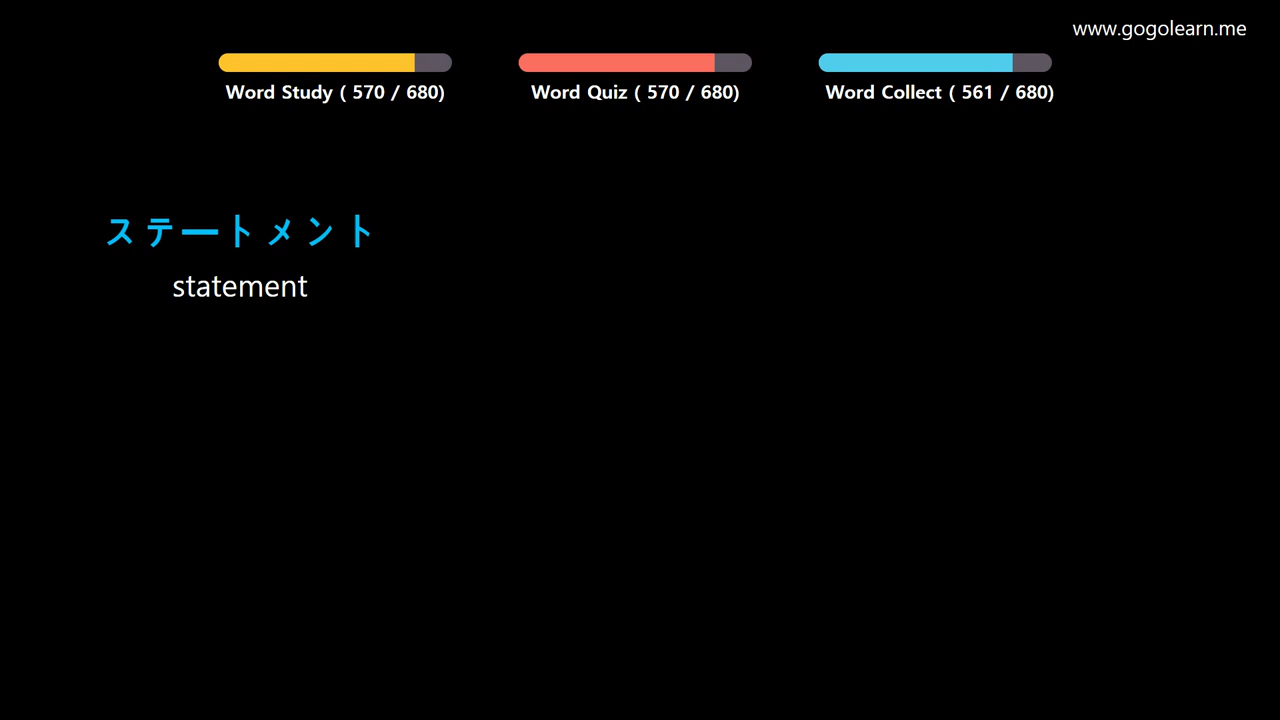 www.gogolearn.me
Word Study ( 570 / 680)
Word Quiz ( 570 / 680)
Word Collect ( 561 / 680)
ステートメント
statement